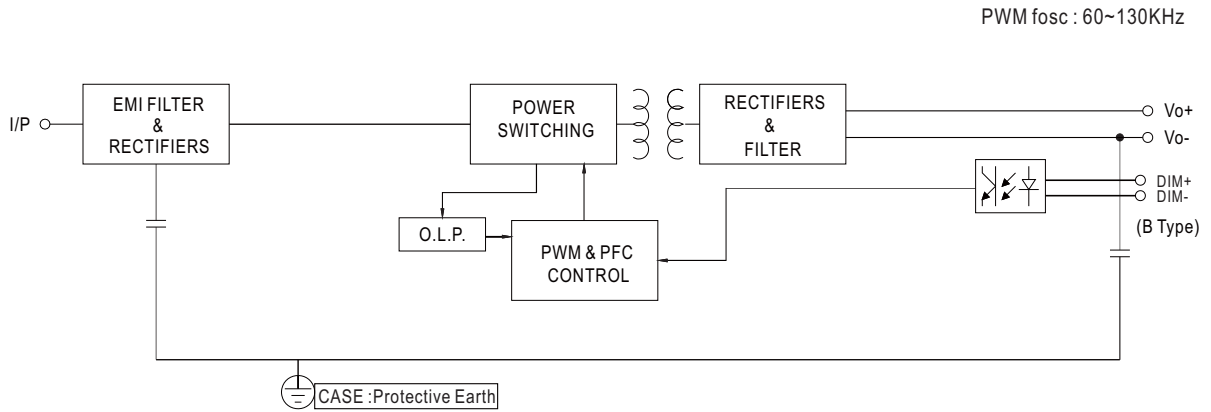 PWM fosc : 60~130KHz
I/P
EMI FILTER
&
RECTIFIERS
POWER
SWITCHING
RECTIFIERS
&
FILTER
Vo+
Vo-
DIM+
DIM-
(B Type)
O.L.P.
PWM & PFC
CONTROL
CASE :Protective Earth